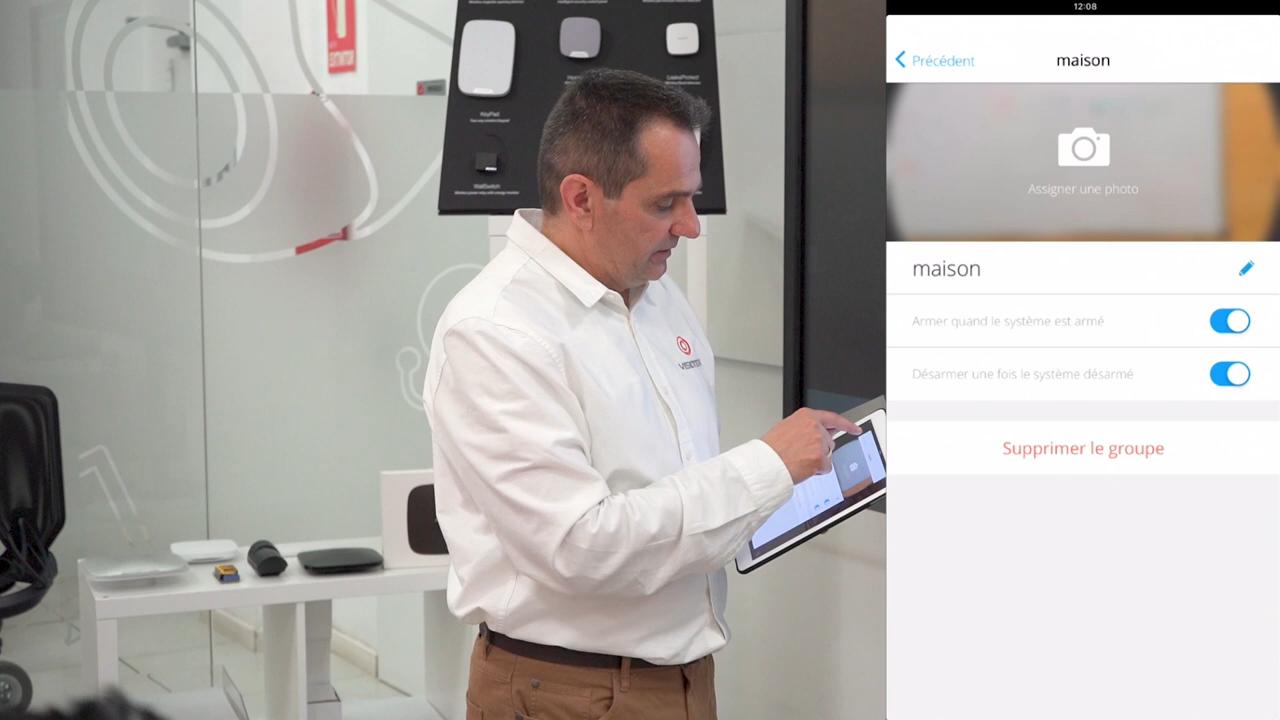 12:08
Précédent
maison
Assigner une photo
maison
Armer quand le système est armé
Désarmer une fois le système désarmé
Supprimer le groupe
KeyPad
LeaksProtect
WallSwitch